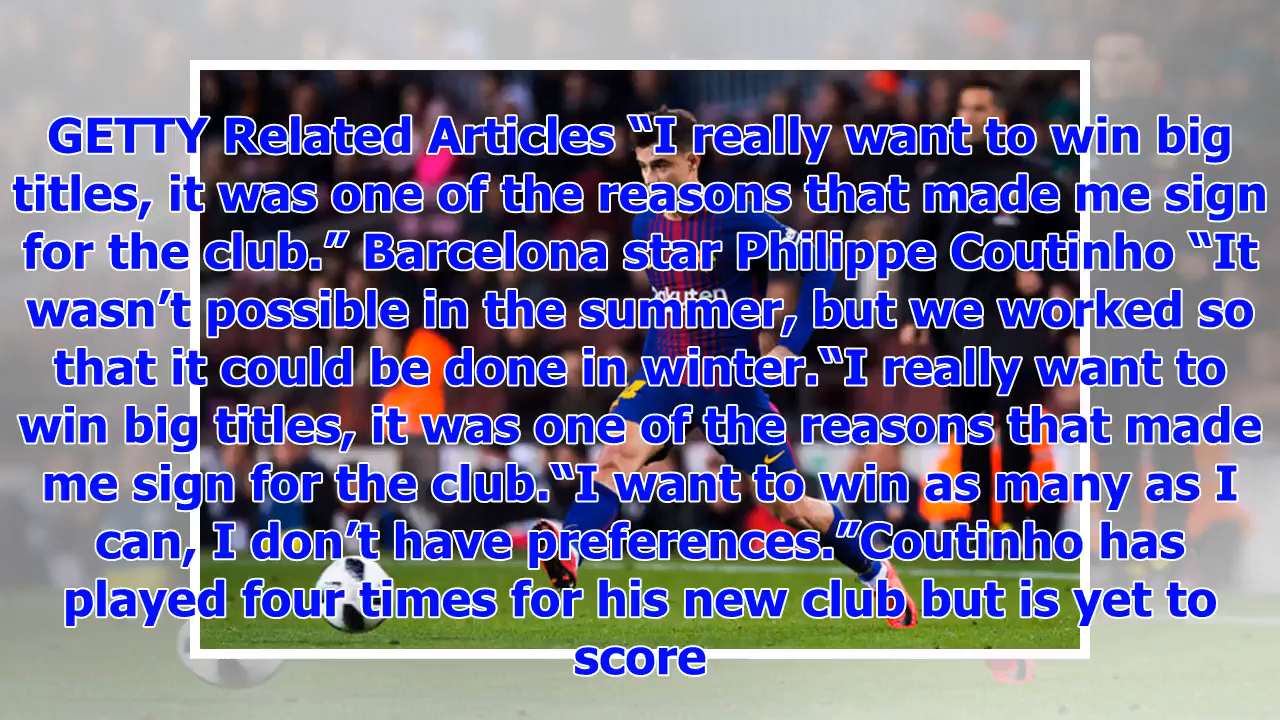 GETTY Related Articles “I really want to win big
titles, it was one of the reasons that made me sign
for the club.” Barcelona star Philippe Coutinho “It
wasn’t possible in the summer, but we worked so
that it could be done in winter.“I really want to
win big titles, it was one of the reasons that made
me sign for the club.“I want to win as many as I
can, I don’t have preferences.”Coutinho has
played four times for his new club but is yet to
score
Rakuten